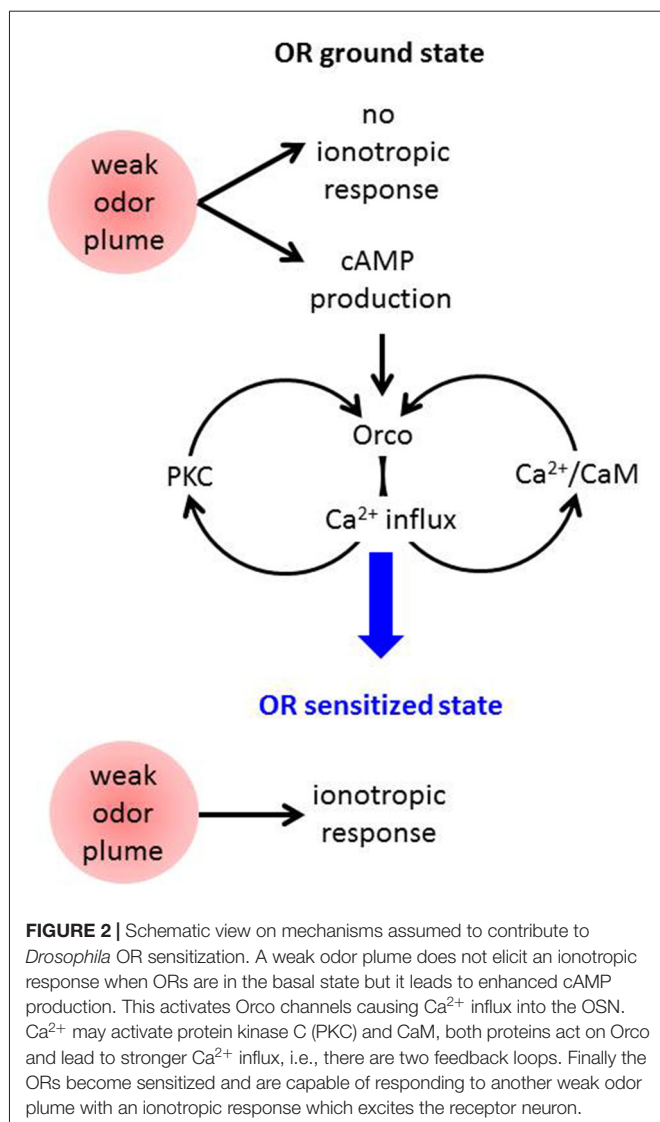 OR ground state
no
ionotropic
response
weak
odor
plume
cAMP
production
Orco
PKC
Ca²⁺/CaM
Ca²⁺ influx
OR sensitized state
weak
odor
plume
ionotropic
response
FIGURE 2 | Schematic view on mechanisms assumed to contribute to
Drosophila OR sensitization. A weak odor plume does not elicit an ionotropic
response when ORs are in the basal state but it leads to enhanced cAMP
production. This activates Orco channels causing Ca²⁺ influx into the OSN.
Ca²⁺ may activate protein kinase C (PKC) and CaM, both proteins act on Orco
and lead to stronger Ca²⁺ influx, i.e., there are two feedback loops. Finally the
ORs become sensitized and are capable of responding to another weak odor
plume with an ionotropic response which excites the receptor neuron.